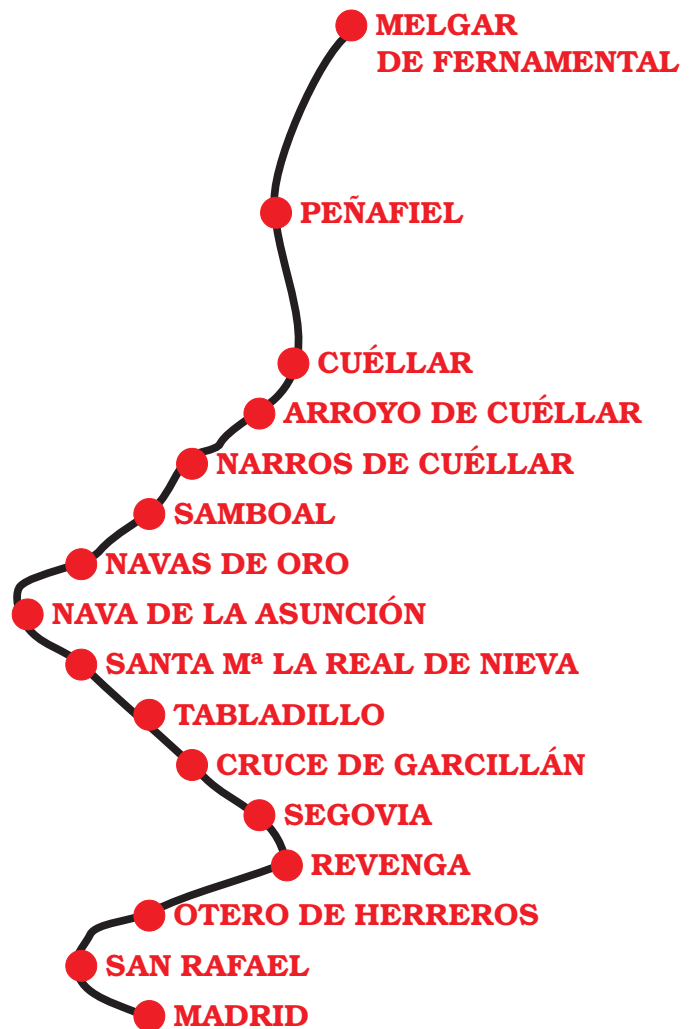 MELGAR
DE FERNAMENTAL
PEÑAFIEL
CUÉLLAR
ARROYO DE CUÉLLAR
NARROS DE CUÉLLAR
SAMBOAL
NAVAS DE ORO
NAVA DE LA ASUNCIÓN
SANTA Mª LA REAL DE NIEVA
TABLADILLO
CRUCE DE GARCILLÁN
SEGOVIA
REVENGA
OTERO DE HERREROS
SAN RAFAEL
MADRID